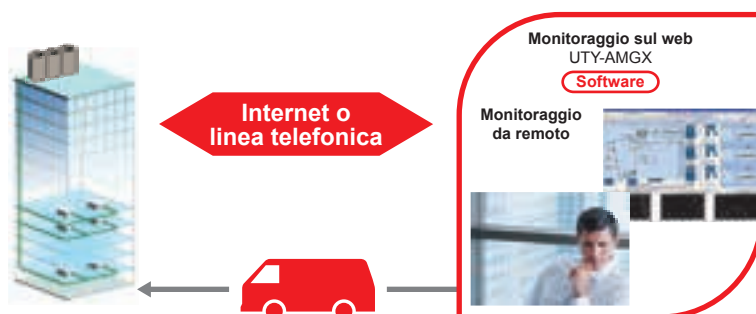 Monitoraggio sul web
UTY-AMGX
Software
Internet o
linea telefonica
Monitoraggio
da remoto